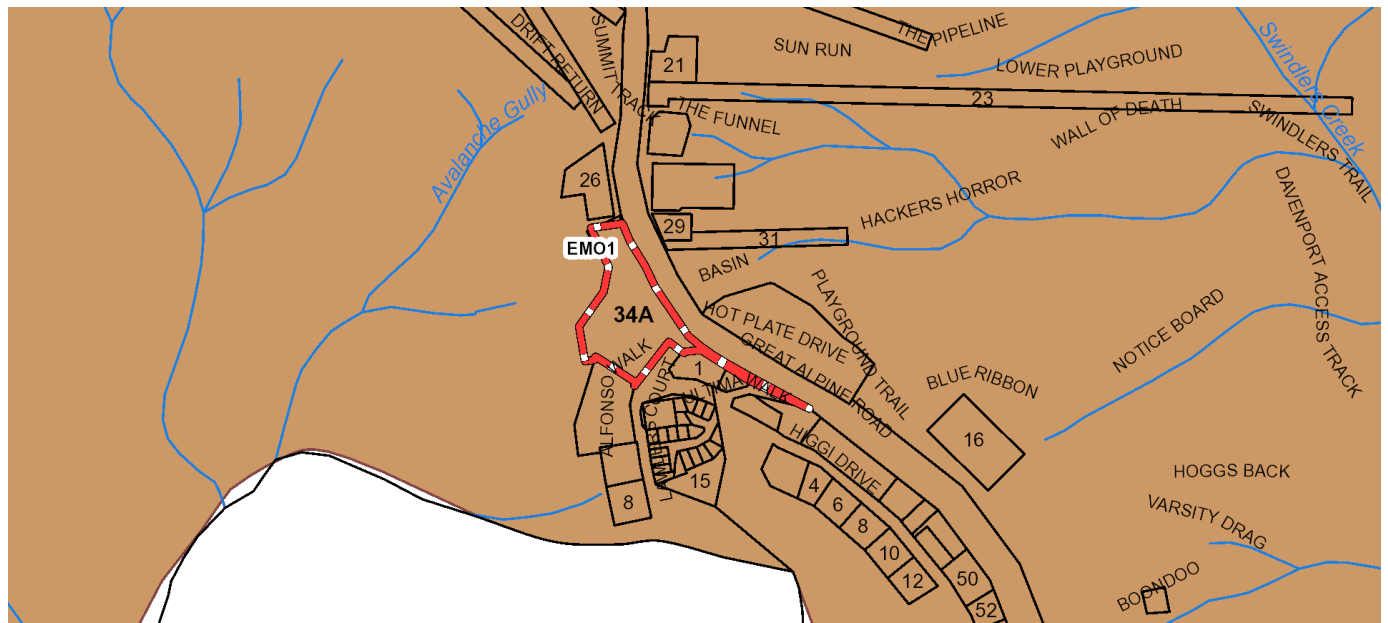 THE PIPELINE
DRIFT RETURN
SUMMIT TRACK
SUN RUN
Swindlers Creek
21
LOWER PLAYGROUND
23
Avalanche Gully
THE FUNNEL
WALL OF DEATH
SWINDLERS TRAIL
26
HACKERS HORROR
DAVENPORT ACCESS TRACK
29
31
EMO1
BASIN
34A
HOT PLATE DRIVE
PLAYGROUND TRAIL
GREAT ALPINE ROAD
NOTICE BOARD
1
ULTIMA WALK
BLUE RIBBON
ALFONSO WALK
LAWLERS COURT
16
HIGGI DRIVE
HOGGS BACK
15
4
6
8
8
10
12
VARSITY DRAG
50
52
BOONDOO